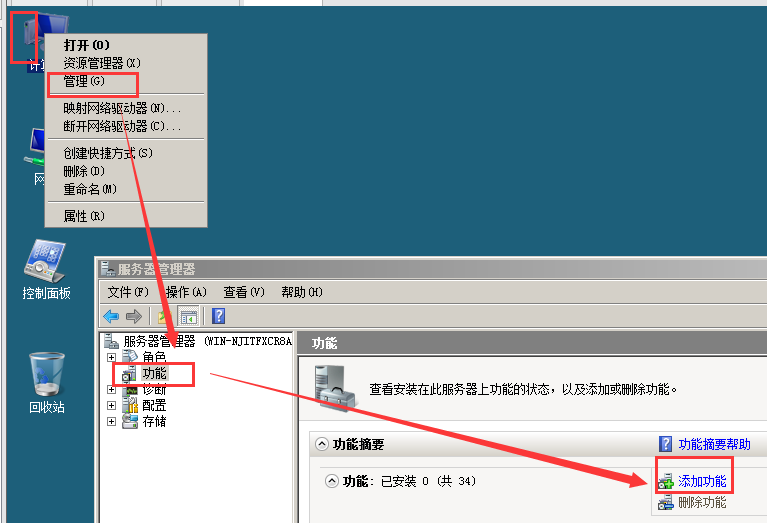 打开(O)
资源管理器(X)
管理(G)
映射网络驱动器(N)...
断开网络驱动器(C)...
创建快捷方式(S)
删除(D)
重命名(M)
属性(R)
控制面板
回收站
服务器管理器
文件(F) 操作(A) 查看(V) 帮助(H)
服务器管理器 (WIN-NJITFXCR8A
角色
功能
诊断
配置
存储
功能
查看安装在此服务器上功能的状态，以及添加或删除功能。
功能摘要
功能摘要帮助
功能: 已安装 0 (共 34)
添加功能
删除功能